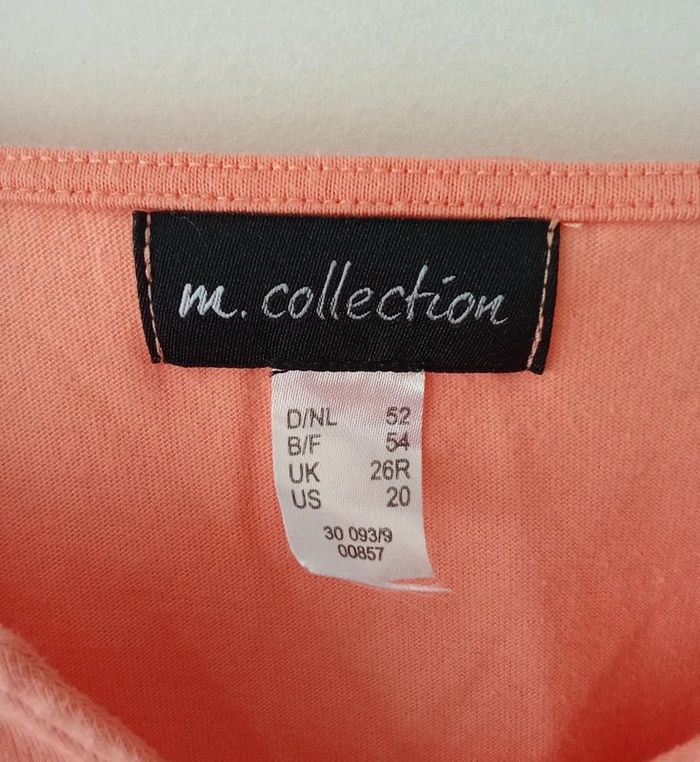 m. collection
D/NL 52
B/F 54
UK 26R
US 20
30 093/9
00857